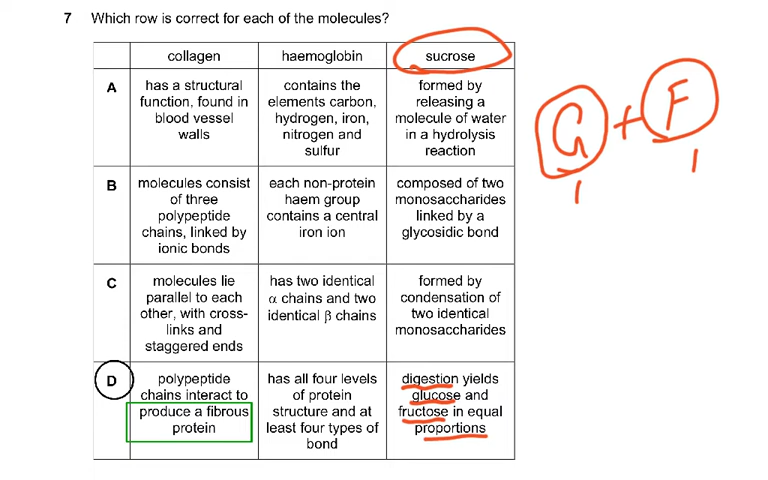 7 Which row is correct for each of the molecules?
collagen haemoglobin sucrose
A
has a structural
function, found in
blood vessel
walls
contains the
elements carbon,
hydrogen, iron,
nitrogen and
sulfur
formed by
releasing a
molecule of water
in a hydrolysis
reaction
B
molecules consist
of three
polypeptide
chains, linked by
ionic bonds
each non-protein
haem group
contains a central
iron ion
composed of two
monosaccharides
linked by a
glycosidic bond
C
molecules lie
parallel to each
other, with cross-
links and
staggered ends
has two identical
α chains and two
identical β chains
formed by
condensation of
two identical
monosaccharides
D
polypeptide
chains interact to
produce a fibrous
protein
has all four levels
of protein
structure and at
least four types of
bond
digestion yields
glucose and
fructose in equal
proportions
G + F
1 1